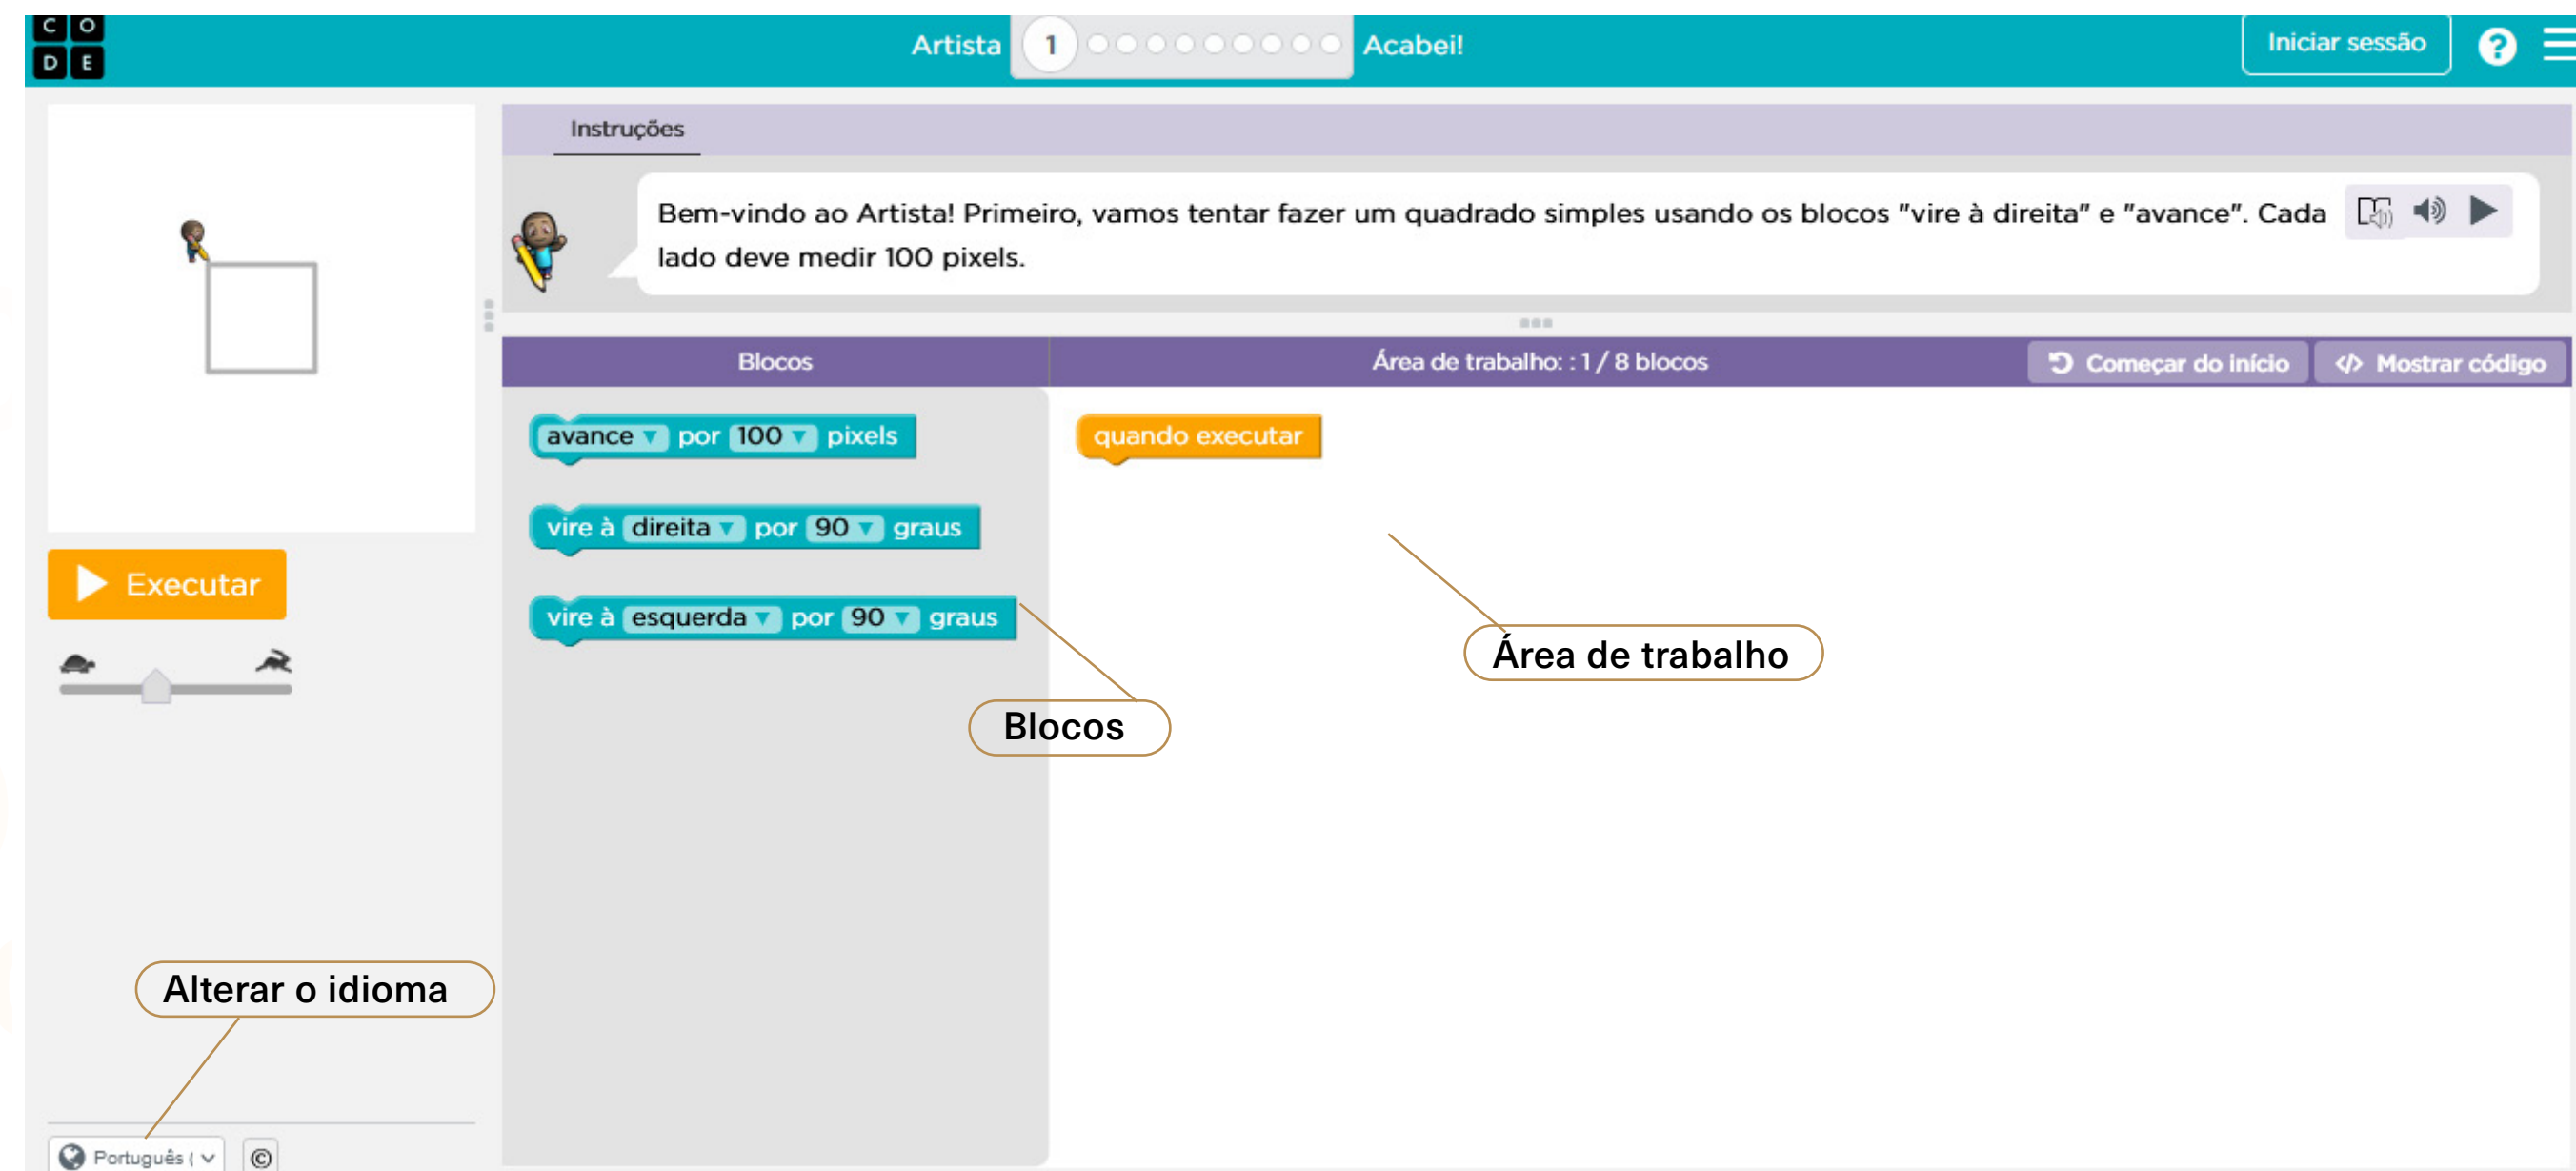 C O
D E
Artista 1 Acabei!
Iniciar sessão ?
Instruções
Bem-vindo ao Artista! Primeiro, vamos tentar fazer um quadrado simples usando os blocos "vire à direita" e "avance". Cada
lado deve medir 100 pixels.
Blocos
Área de trabalho: : 1 / 8 blocos
Começar do início
</> Mostrar código
avance por 100 pixels
quando executar
vire à direita por 90 graus
Executar
vire à esquerda por 90 graus
Área de trabalho
Blocos
Alterar o idioma
Português (
©